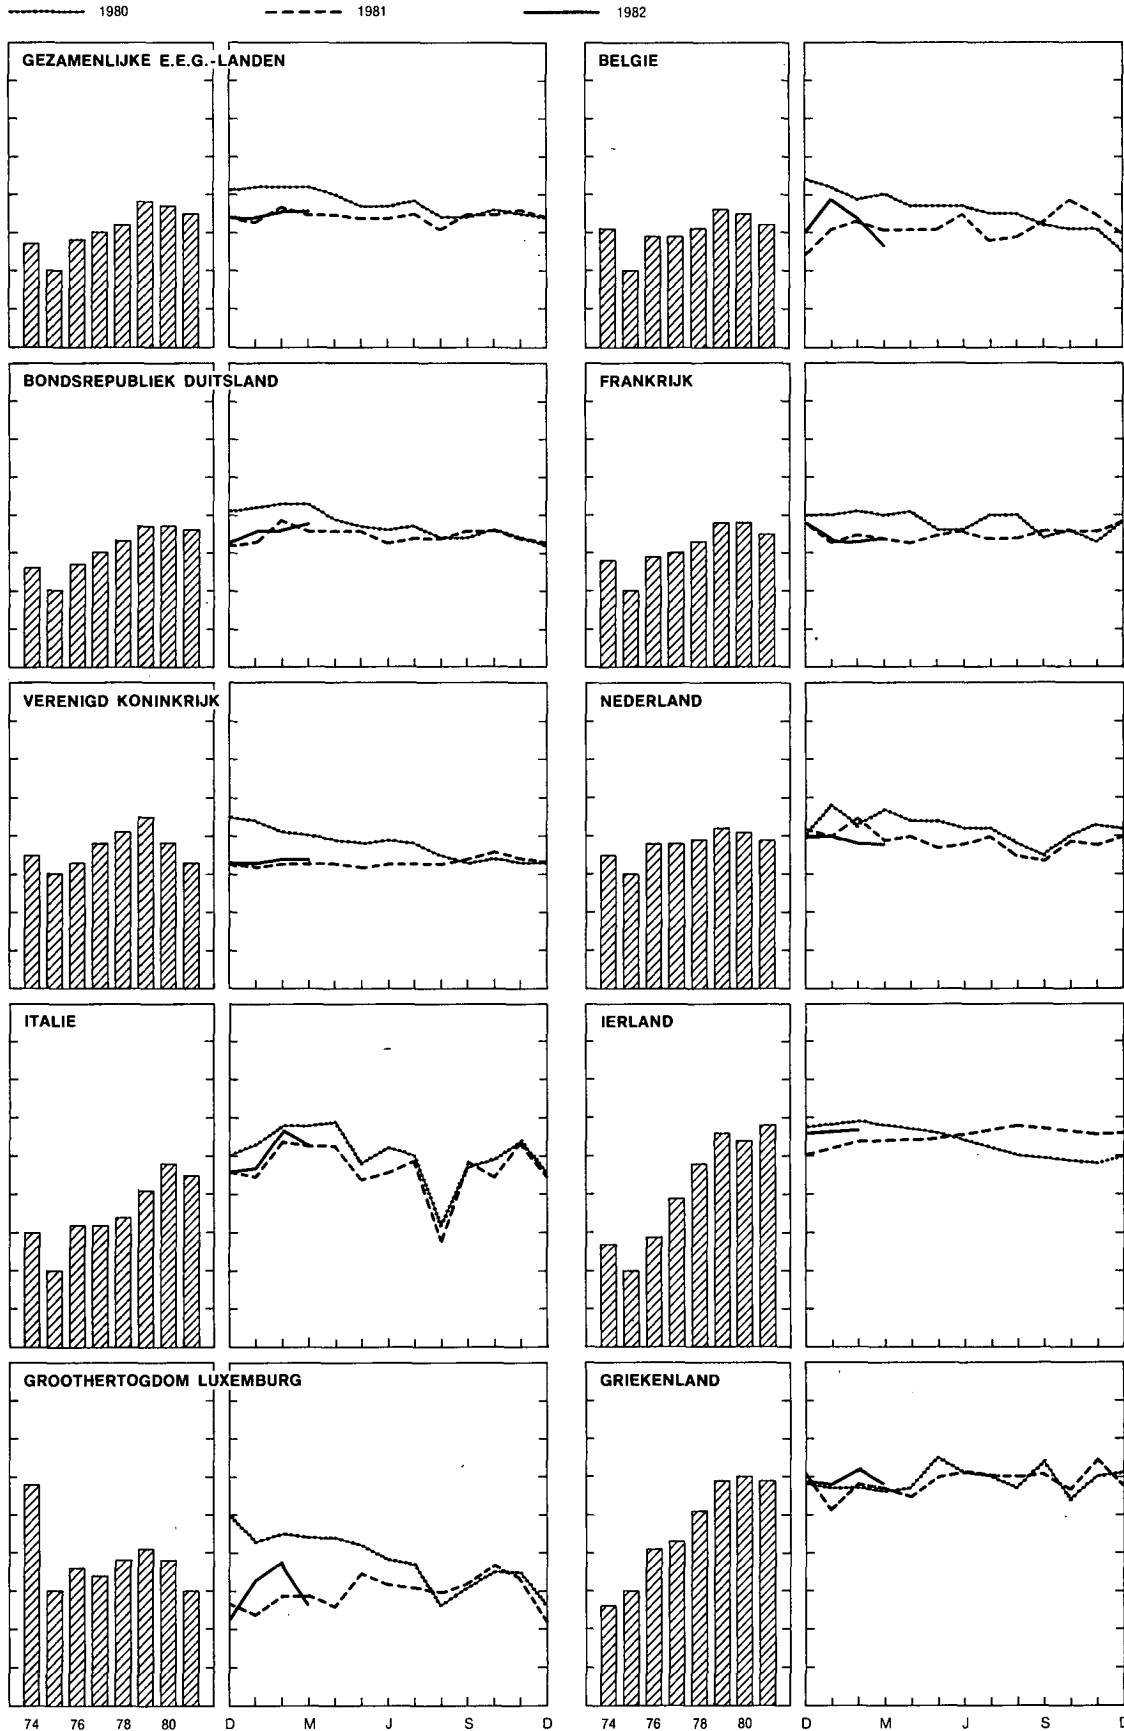 1980 1981 1982
GEZAMENLIJKE E.E.G.-LANDEN
BELGIE
BONDSREPUBLIEK DUITSLAND
FRANKRIJK
VERENIGD KONINKRIJK
NEDERLAND
ITALIE
IERLAND
GROOTHERTOGDOM LUXEMBURG
GRIEKENLAND
74 76 78 80 D M J S D 74 76 78 80 D M J S D